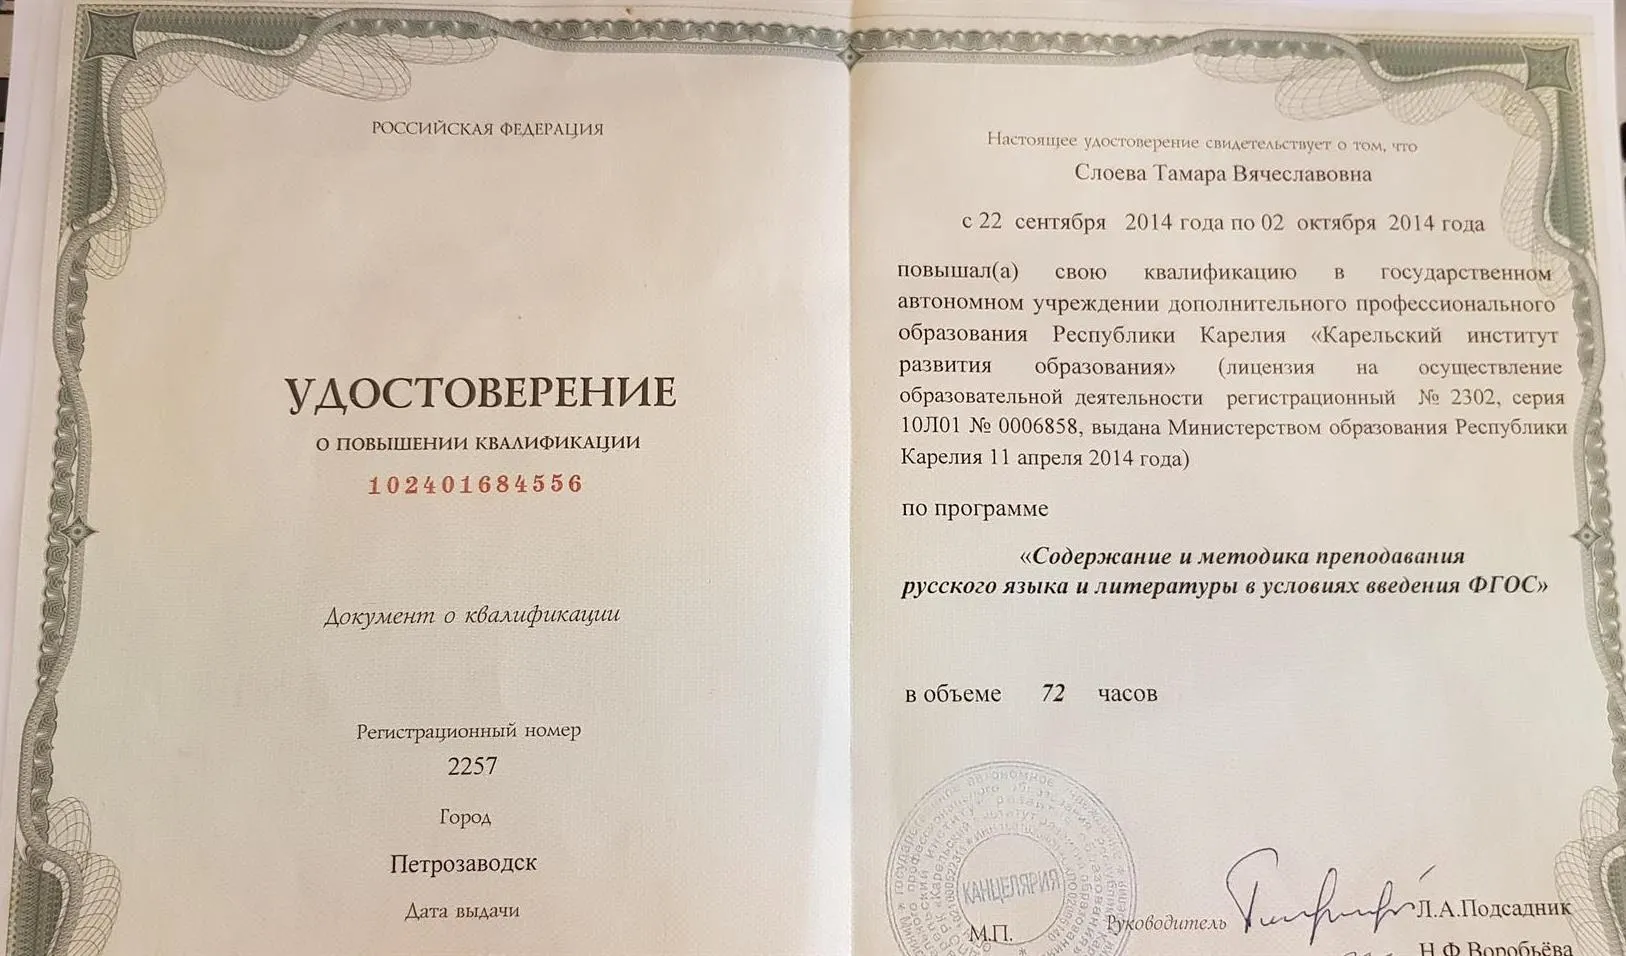 РОССИЙСКАЯ ФЕДЕРАЦИЯ
УДОСТОВЕРЕНИЕ
О ПОВЫШЕНИИ КВАЛИФИКАЦИИ
102401684556
Документ о квалификации
Регистрационный номер
2257
Город
Петрозаводск
Дата выдачи
Настоящее удостоверение свидетельствует о том, что
Слоева Тамара Вячеславовна
с 22 сентября 2014 года по 02 октября 2014 года
повышал(а) свою квалификацию в государственном
автономном учреждении дополнительного профессионального
образования Республики Карелия «Карельский институт
развития образования» (лицензия на осуществление
образовательной деятельности регистрационный № 2302, серия
10Л01 № 0006858, выдана Министерством образования Республики
Карелия 11 апреля 2014 года)
по программе
«Содержание и методика преподавания
русского языка и литературы в условиях введения ФГОС»
в объеме 72 часов
КАНЦЕЛЯРИЯ
М.П.
Руководитель Л.А.Подсадник
Н.Ф.Воробьёва